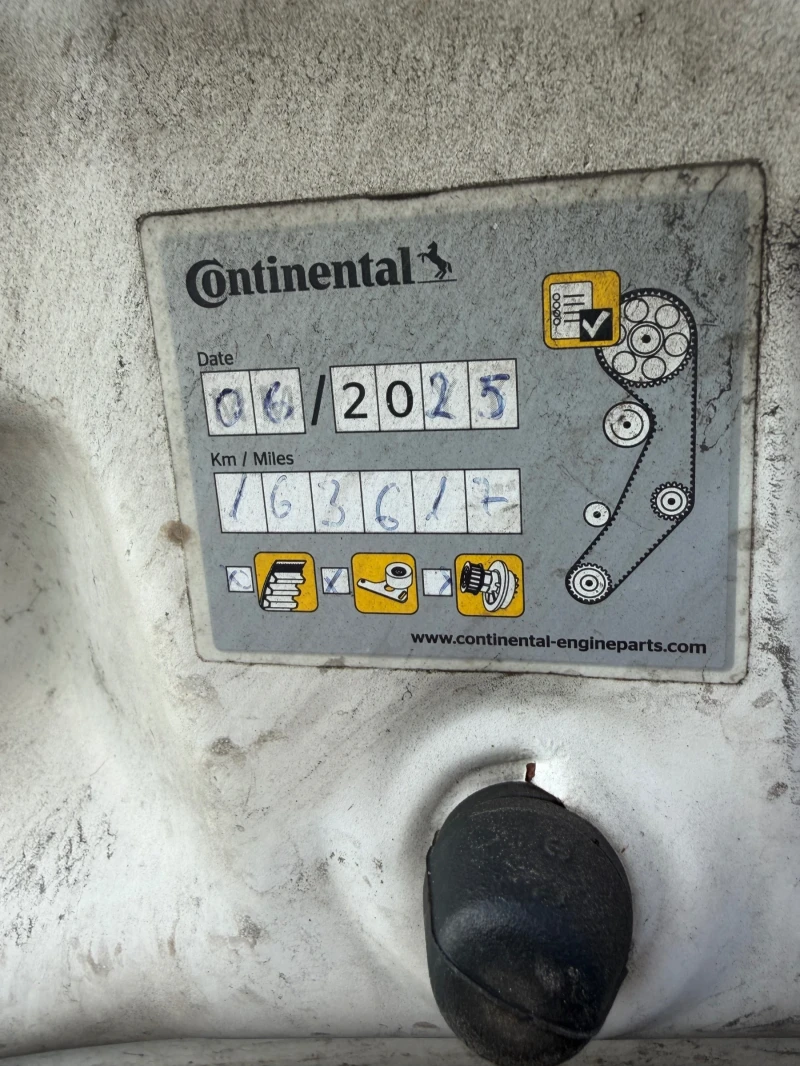 Continental
Date
06/2025
Km / Miles
163617
www.continental-engineparts.com